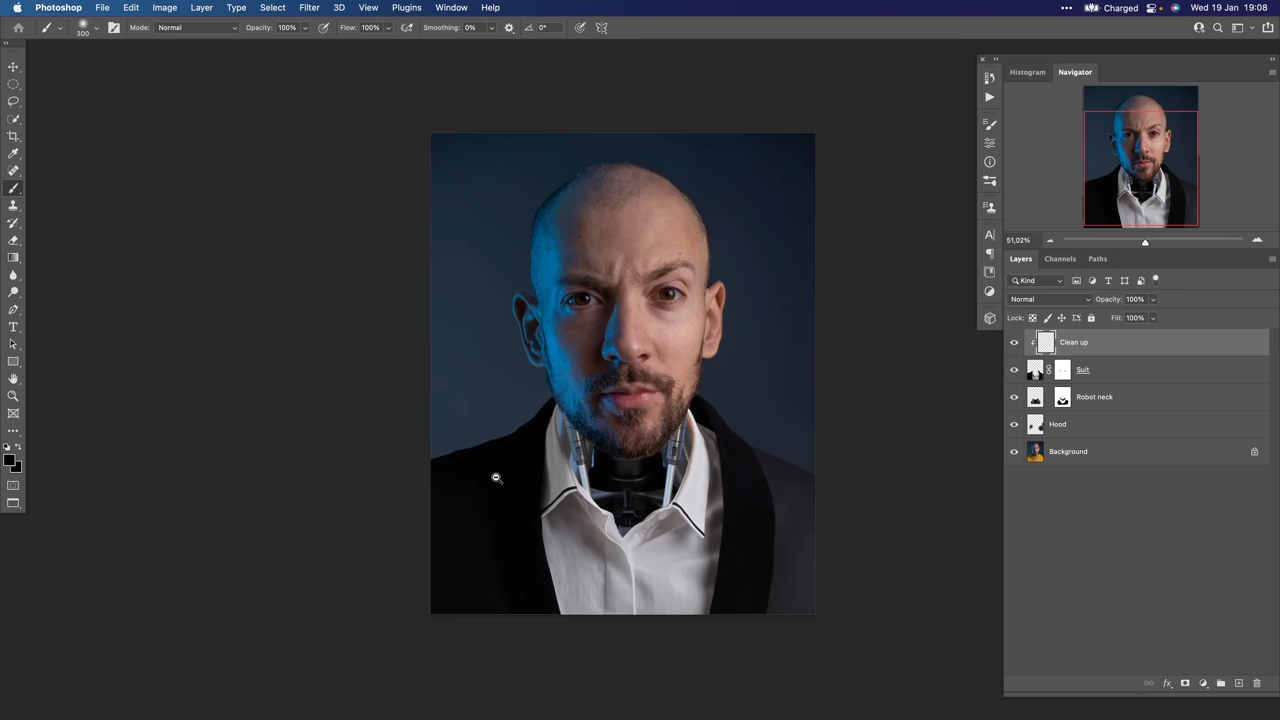 Photoshop File Edit Image Layer Type Select Filter 3D View Plugins Window Help Charged Wed 19 Jan 19:08
300 Mode: Normal Opacity: 100% Flow: 100% Smoothing: 0% 0°
Histogram Navigator
51,02%
Layers Channels Paths
Kind
Normal Opacity: 100%
Lock: Fill: 100%
Clean up
Suit
Robot neck
Hood
Background